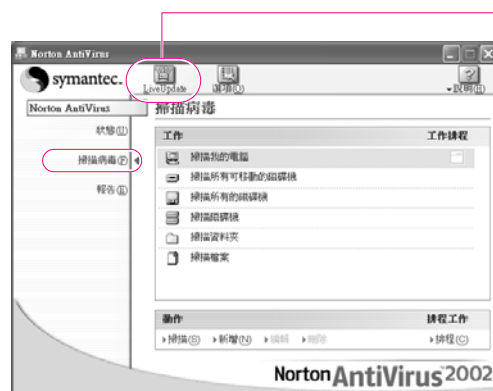 Norton AntiVirus
symantec.
LiveUpdate
選項(O)
說明(H)
Norton AntiVirus
掃描病毒
狀態(U)
掃描病毒(F)
報告(R)
工作
工作排程
掃描我的電腦
掃描所有可移動的磁碟機
掃描所有的磁碟機
掃描磁碟機
掃描資料夾
掃描檔案
動作
排程工作
掃描(S)
新增(N)
編輯
刪除
排程(C)
Norton AntiVirus 2002